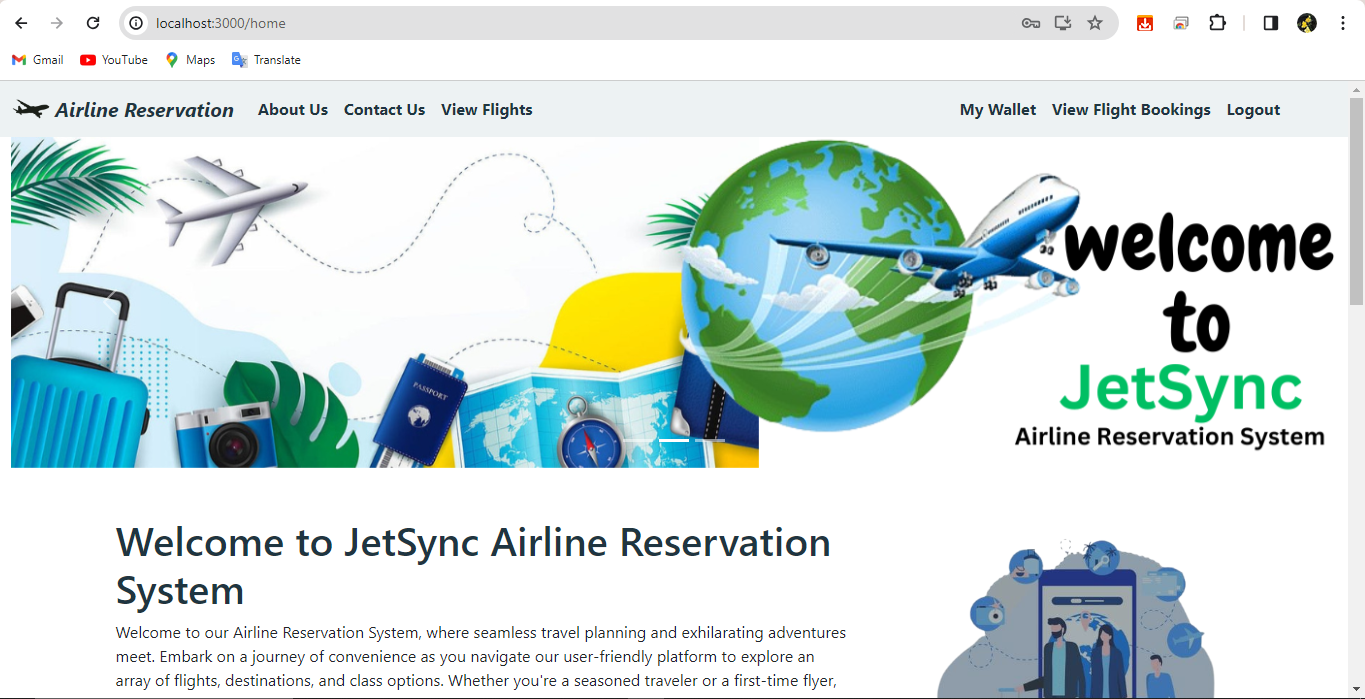 localhost:3000/home
Gmail YouTube Maps Translate
Airline Reservation About Us Contact Us View Flights My Wallet View Flight Bookings Logout
welcome
to
JetSync
Airline Reservation System
PASSPORT
Welcome to JetSync Airline Reservation
System
Welcome to our Airline Reservation System, where seamless travel planning and exhilarating adventures
meet. Embark on a journey of convenience as you navigate our user-friendly platform to explore an
array of flights, destinations, and class options. Whether you're a seasoned traveler or a first-time flyer,